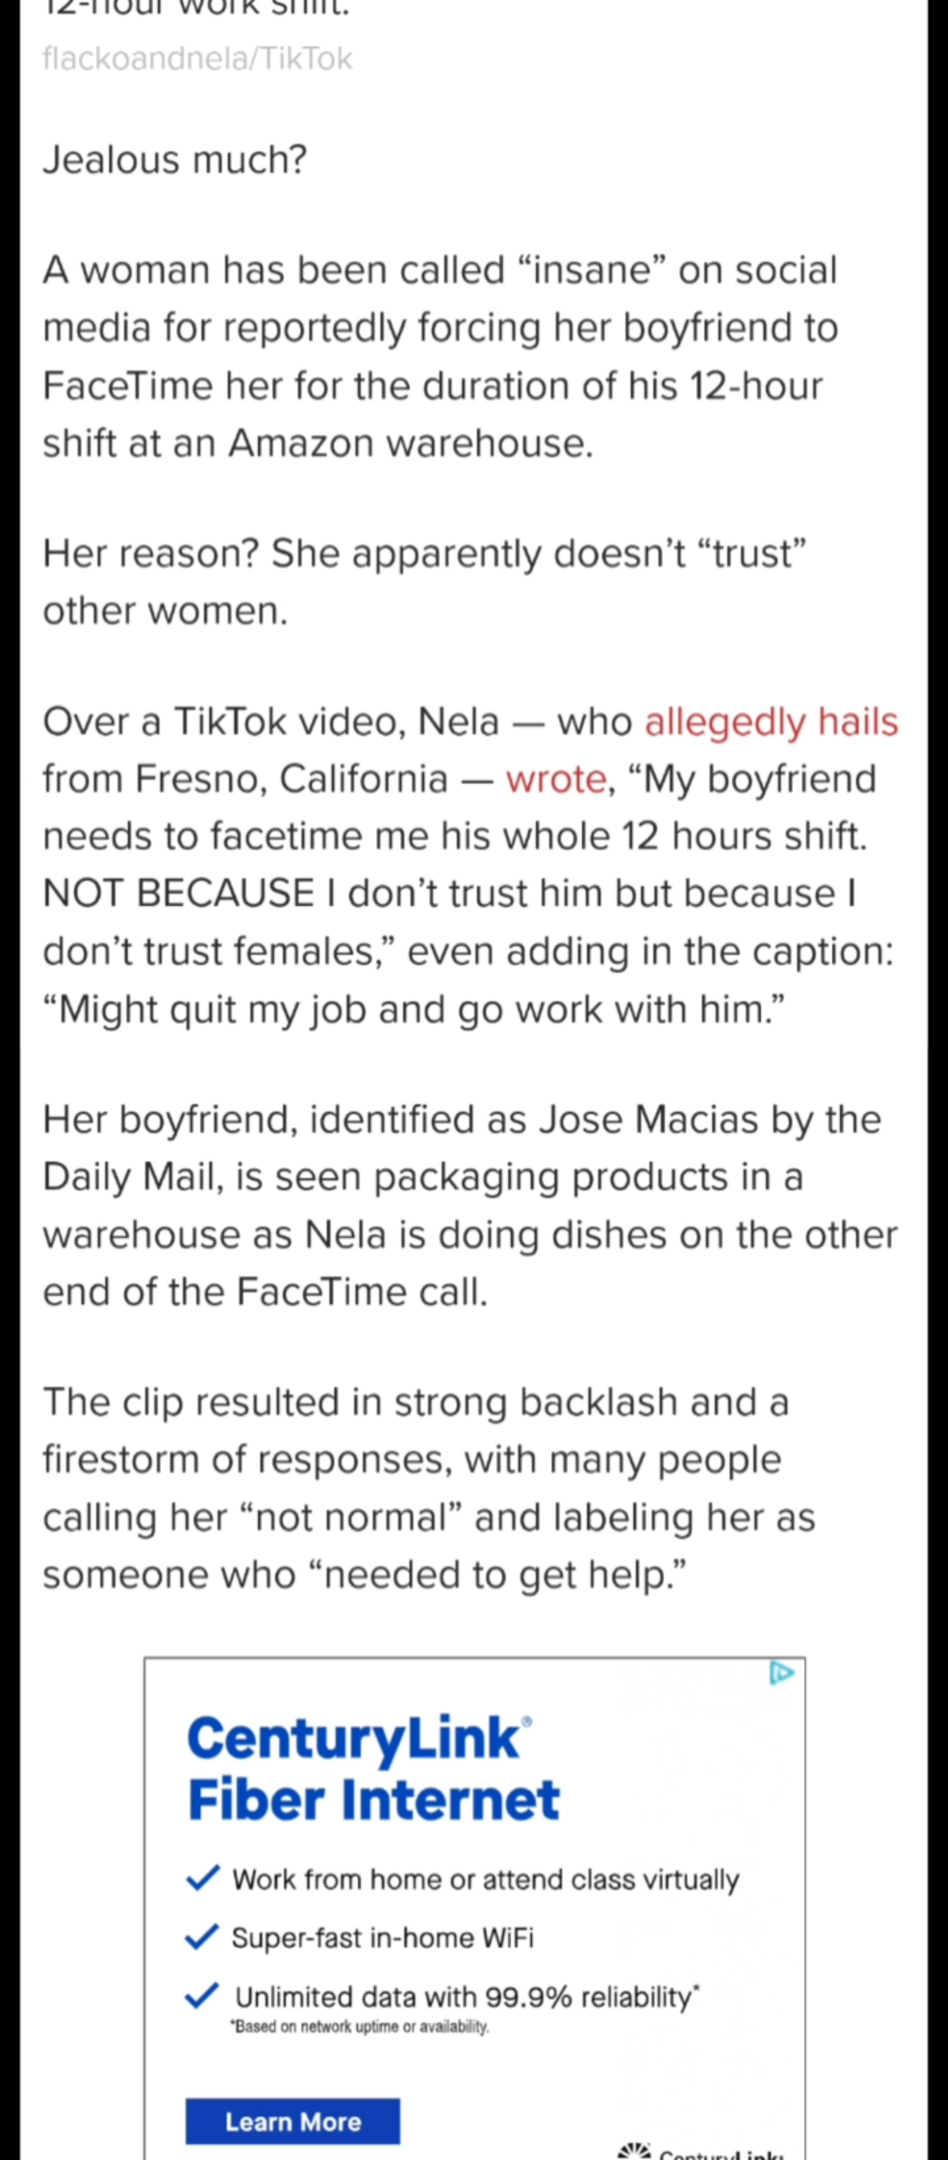 12-hour work shift.
flackoandnela/TikTok
Jealous much?
A woman has been called “insane” on social
media for reportedly forcing her boyfriend to
FaceTime her for the duration of his 12-hour
shift at an Amazon warehouse.
Her reason? She apparently doesn’t “trust”
other women.
Over a TikTok video, Nela — who allegedly hails
from Fresno, California — wrote, “My boyfriend
needs to facetime me his whole 12 hours shift.
NOT BECAUSE I don’t trust him but because I
don’t trust females,” even adding in the caption:
“Might quit my job and go work with him.”
Her boyfriend, identified as Jose Macias by the
Daily Mail, is seen packaging products in a
warehouse as Nela is doing dishes on the other
end of the FaceTime call.
The clip resulted in strong backlash and a
firestorm of responses, with many people
calling her “not normal” and labeling her as
someone who “needed to get help.”
CenturyLink®
Fiber Internet
Work from home or attend class virtually
Super-fast in-home WiFi
Unlimited data with 99.9% reliability*
*Based on network uptime or availability.
Learn More
CenturyLink